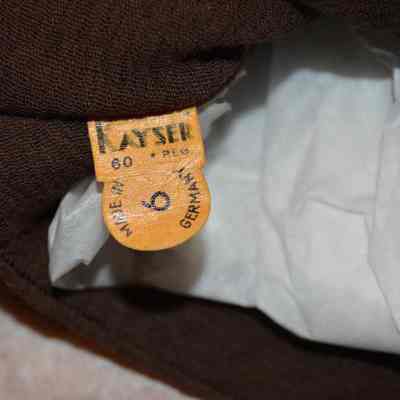 KAYSER
60 • REG
MADE IN
6
GERMANY